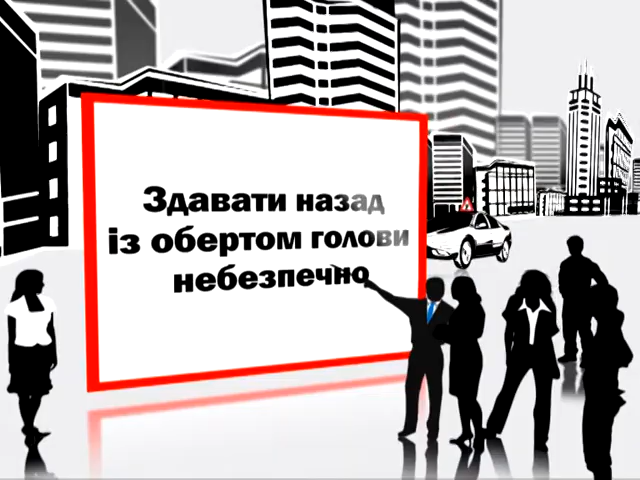 Здавати назад
із обертом голови
небезпечно